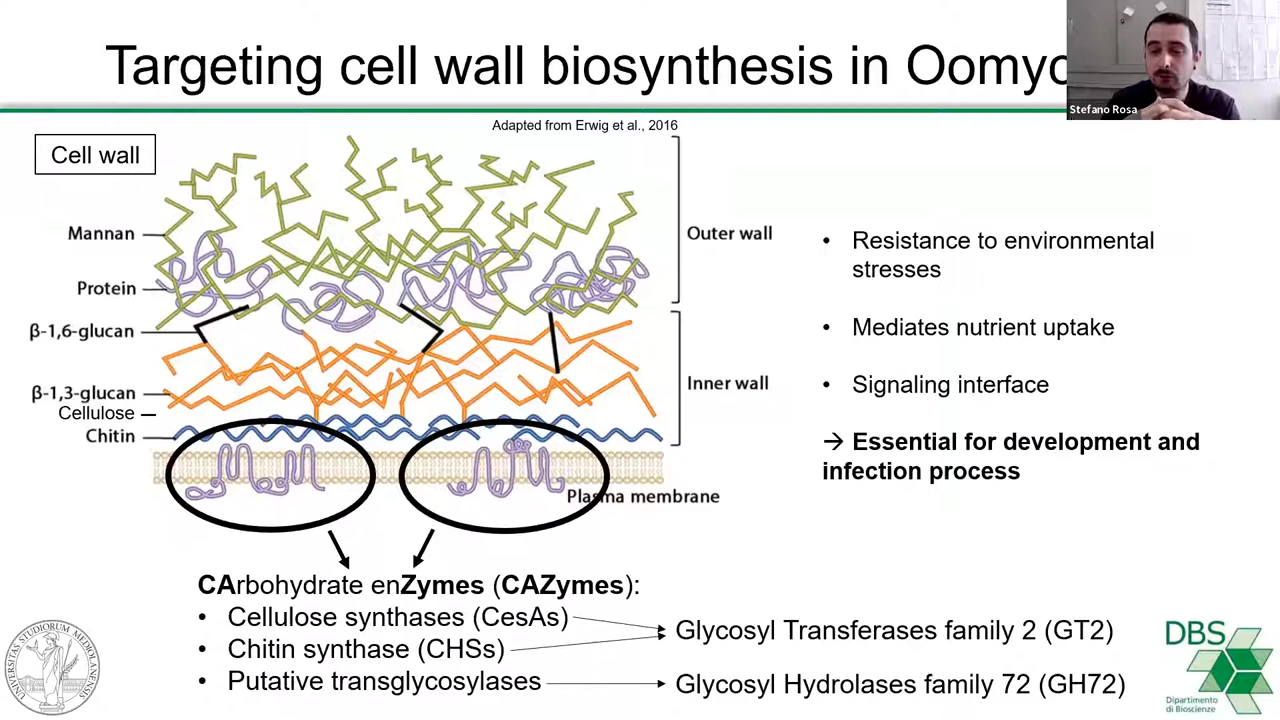 Targeting cell wall biosynthesis in Oomyc
Stefano Rosa
Adapted from Erwig et al., 2016
Cell wall
Mannan
Protein
β-1,6-glucan
β-1,3-glucan
Cellulose
Chitin
Outer wall
Inner wall
Plasma membrane
• Resistance to environmental
stresses
• Mediates nutrient uptake
• Signaling interface
→ Essential for development and
infection process
CArbohydrate enZymes (CAZymes):
• Cellulose synthases (CesAs)
• Chitin synthase (CHSs)
• Putative transglycosylases
Glycosyl Transferases family 2 (GT2)
Glycosyl Hydrolases family 72 (GH72)
UNIVERSITAS STUDIORUM MEDIOLANENSIS
DBS
Dipartimento
di Bioscienze